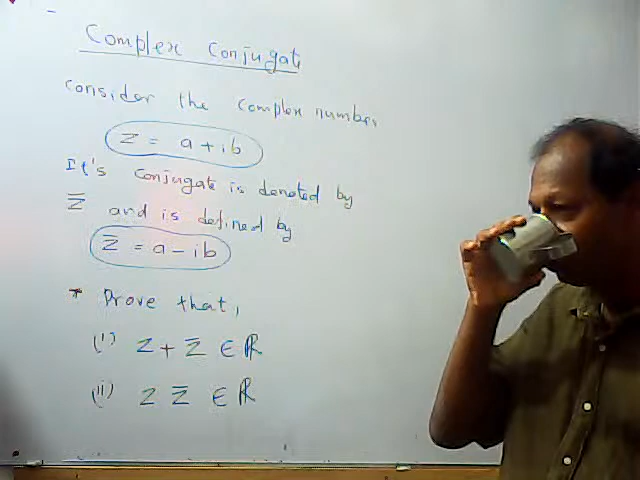 Complex Conjugate
Consider the complex number,
Z = a + ib
It's conjugate is denoted by
z̅ and is defined by
z̅ = a - ib
* Prove that,
(i) Z + z̅ ∈ ℝ
(ii) Z z̅ ∈ ℝ